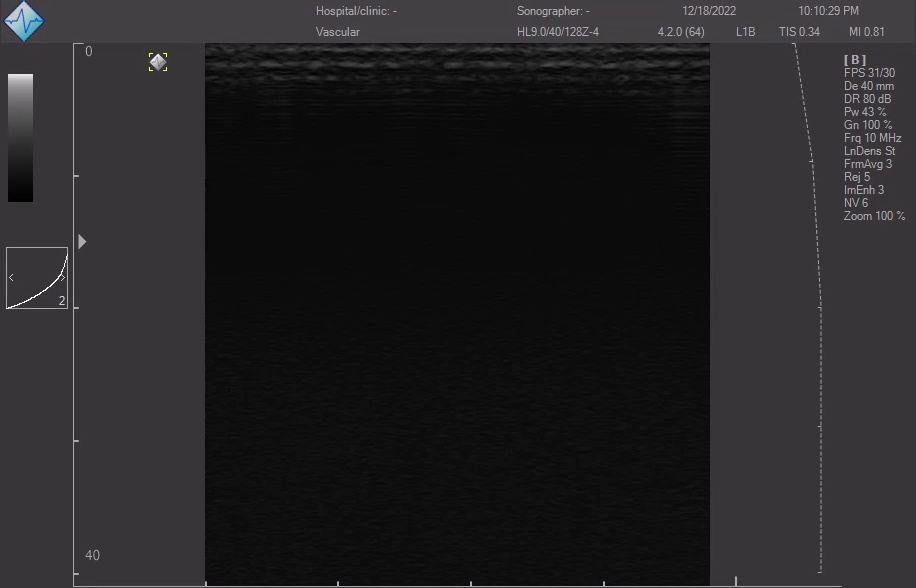 Hospital/clinic: - Sonographer: - 12/18/2022 10:10:29 PM
Vascular HL9.0/40/128Z-4 4.2.0 (64) L1B TIS 0.34 MI 0.81
0
[ B ]
FPS 31/30
De 40 mm
DR 80 dB
Pw 43 %
Gn 100 %
Frq 10 MHz
LnDens St
FrmAvg 3
Rej 5
ImEnh 3
NV 6
Zoom 100 %
2
40